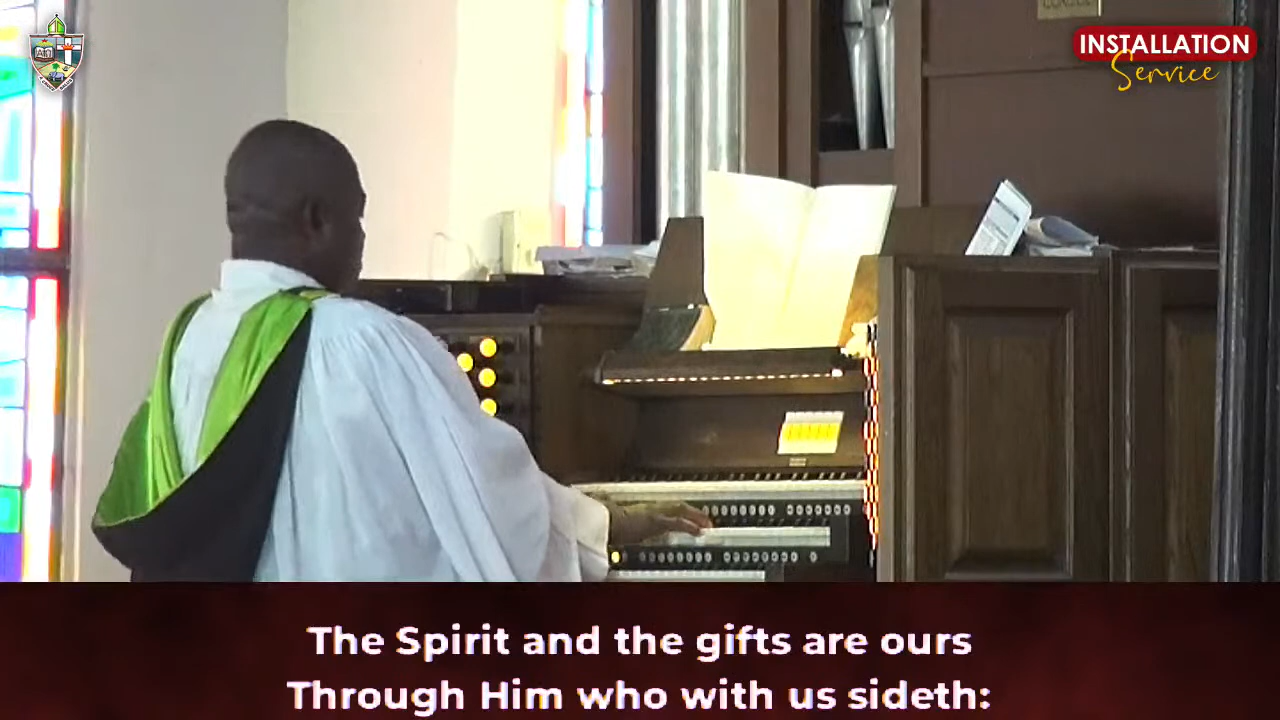 INSTALLATION
Service
The Spirit and the gifts are ours
Through Him who with us sideth: